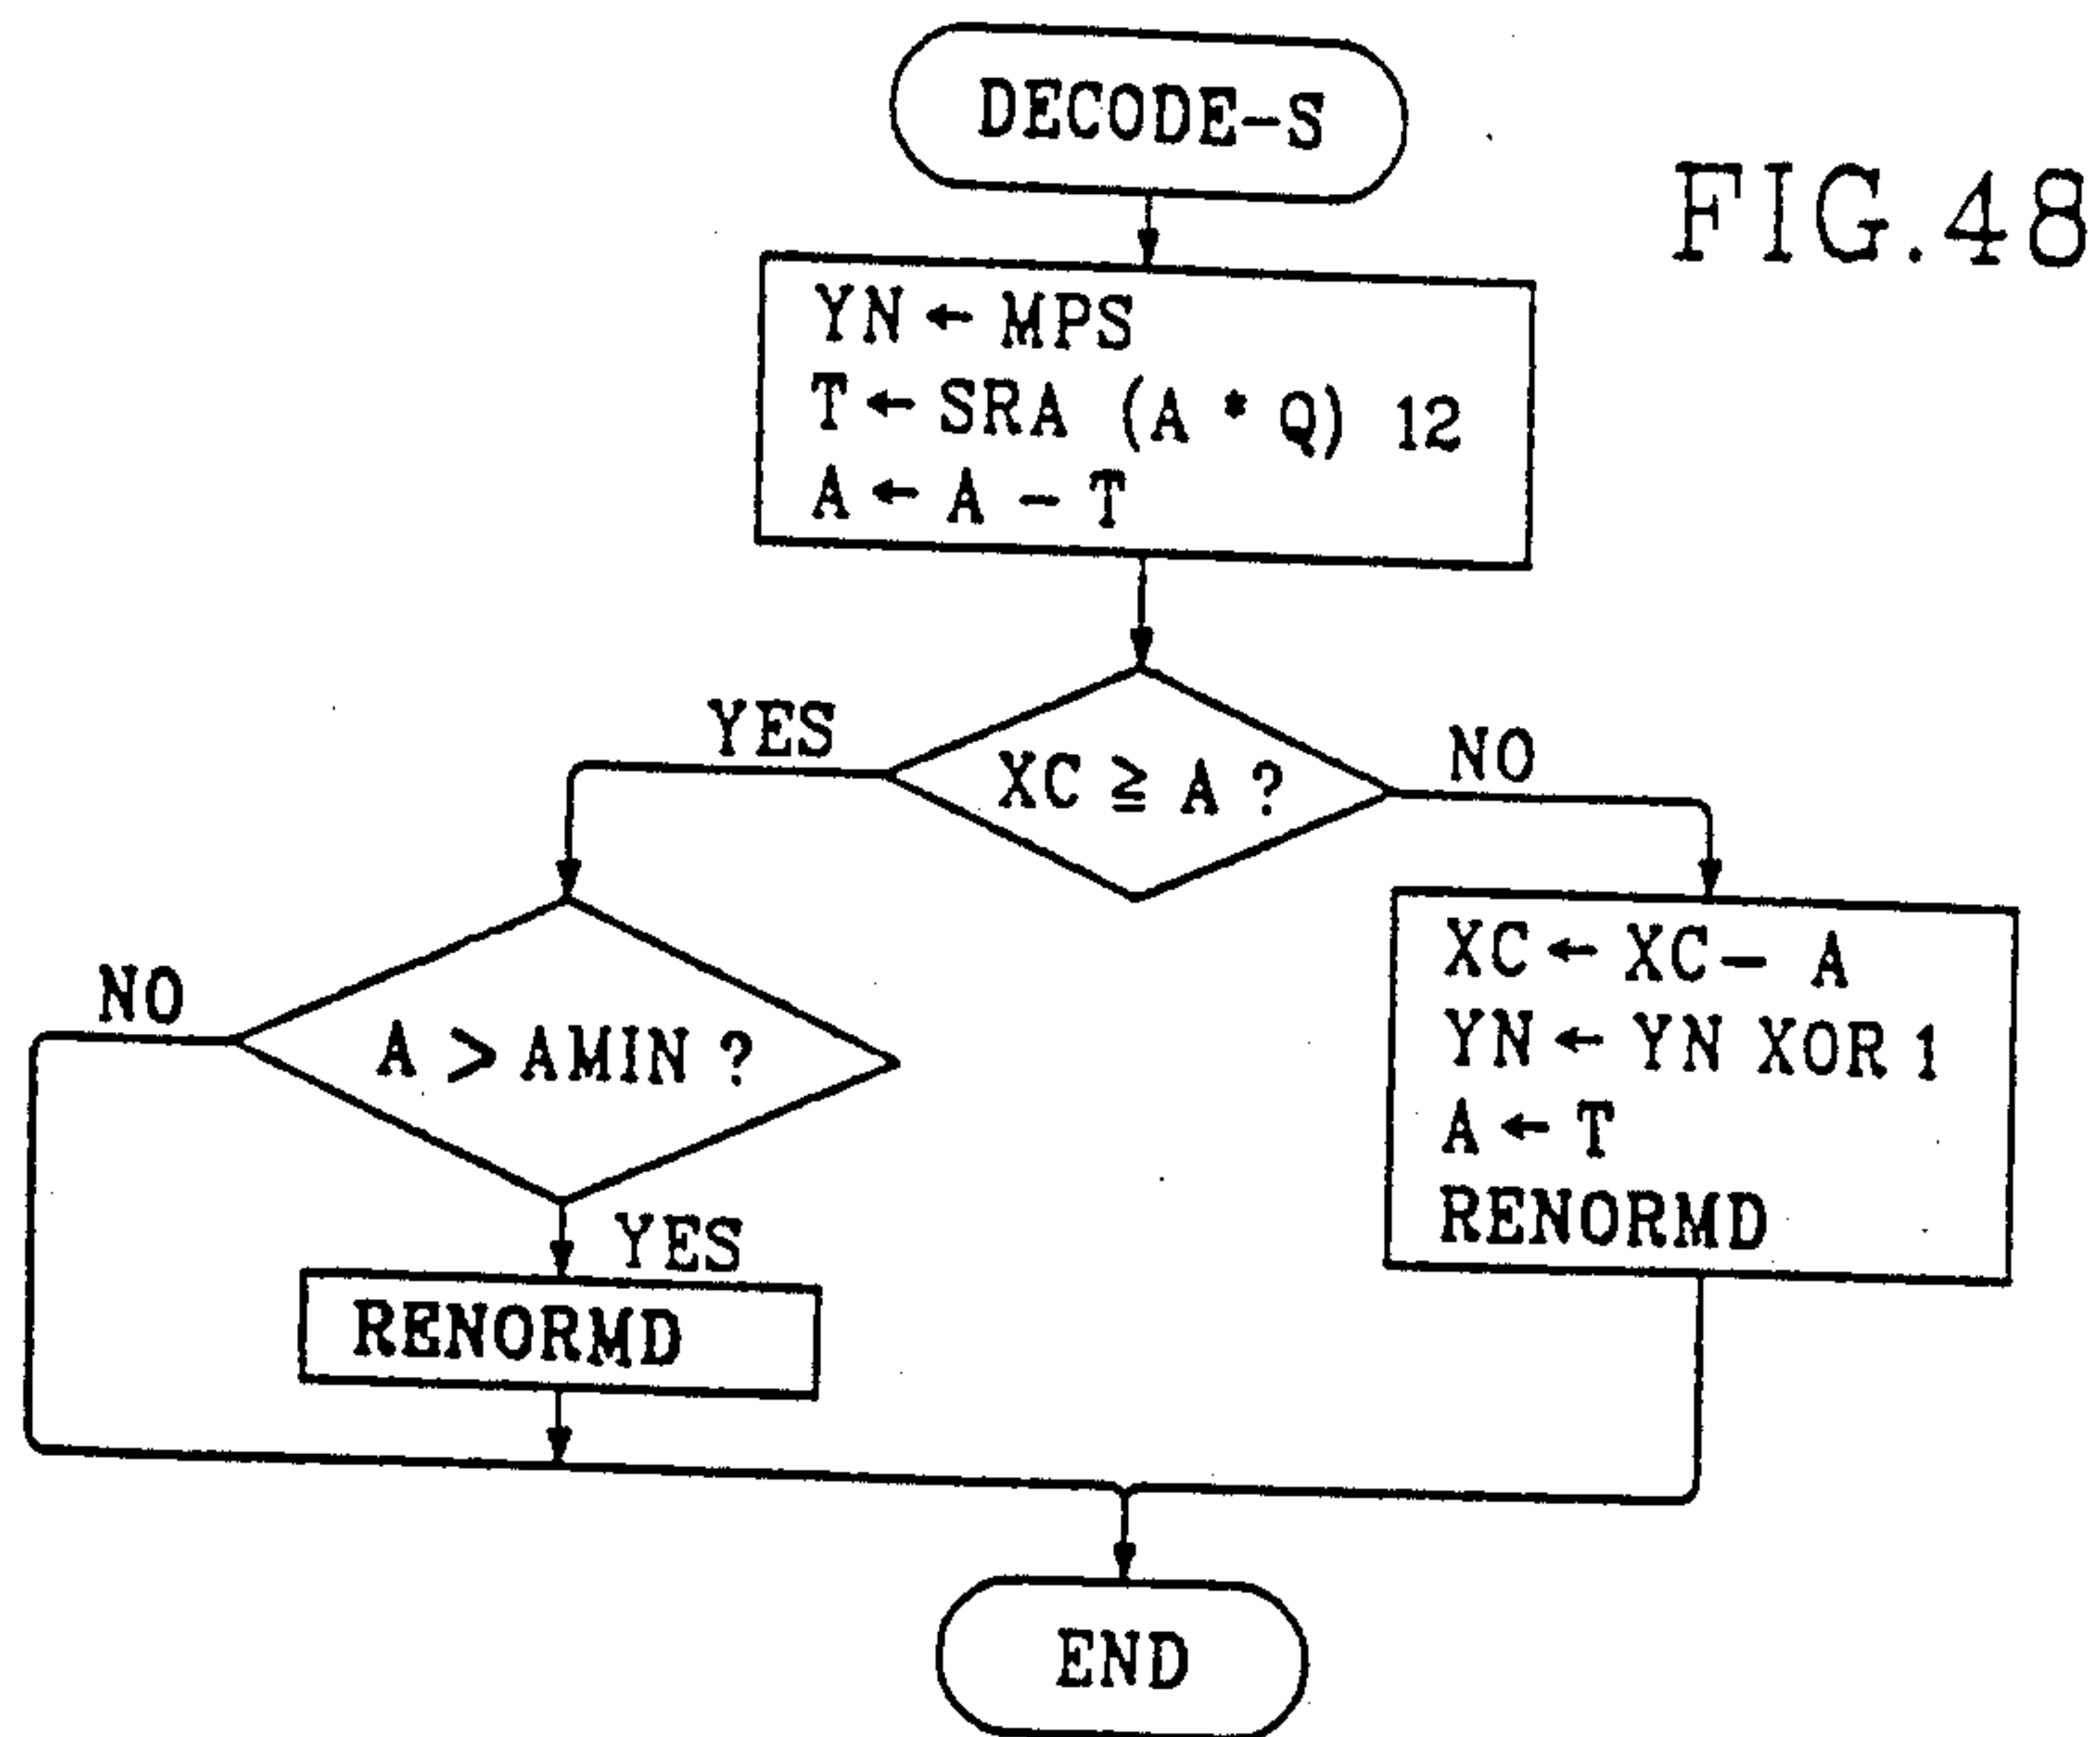 DECODE-S
FIG.48
YN ← MPS
T ← SRA (A * Q) 12
A ← A - T
XC ≧ A ?
YES
NO
A > AMIN ?
NO
YES
RENORMD
XC ← XC - A
YN ← YN XOR 1
A ← T
RENORMD
END